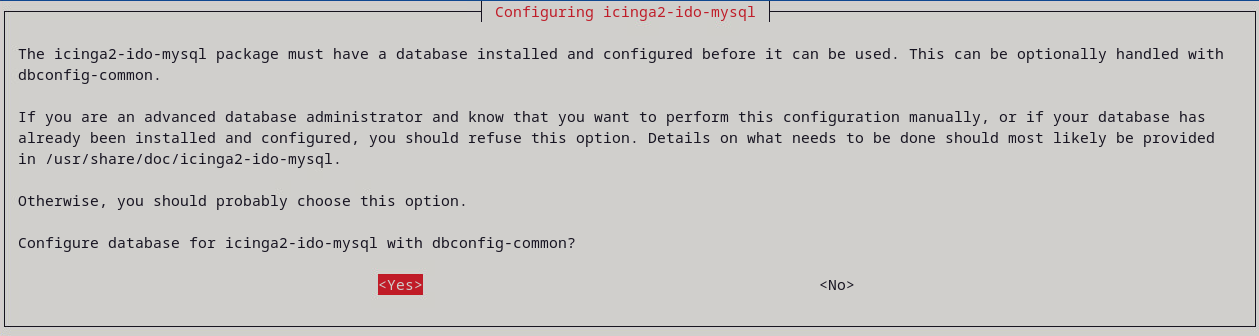 Configuring icinga2-ido-mysql
The icinga2-ido-mysql package must have a database installed and configured before it can be used. This can be optionally handled with
dbconfig-common.
If you are an advanced database administrator and know that you want to perform this configuration manually, or if your database has
already been installed and configured, you should refuse this option. Details on what needs to be done should most likely be provided
in /usr/share/doc/icinga2-ido-mysql.
Otherwise, you should probably choose this option.
Configure database for icinga2-ido-mysql with dbconfig-common?
<Yes> <No>